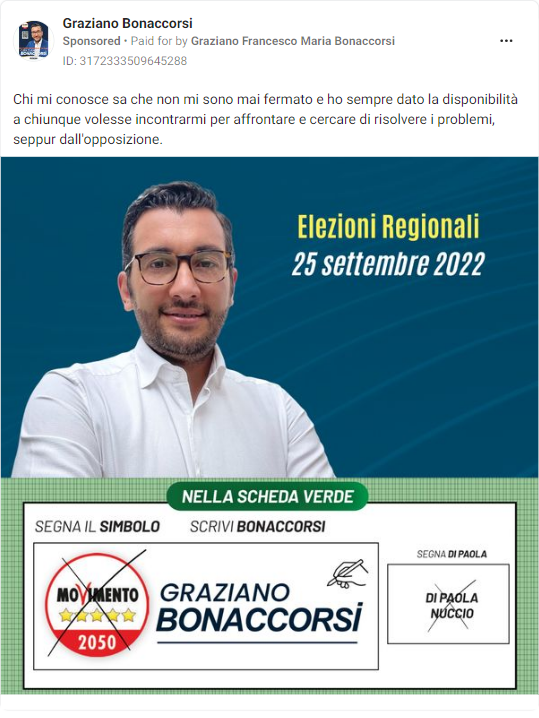 Graziano Bonaccorsi
Sponsored • Paid for by Graziano Francesco Maria Bonaccorsi
ID: 3172333509645288
Chi mi conosce sa che non mi sono mai fermato e ho sempre dato la disponibilità
a chiunque volesse incontrarmi per affrontare e cercare di risolvere i problemi,
seppur dall'opposizione.
Elezioni Regionali
25 settembre 2022
NELLA SCHEDA VERDE
SEGNA IL SIMBOLO SCRIVI BONACCORSI
MOVIMENTO
2050
GRAZIANO
BONACCORSI
SEGNA DI PAOLA
DI PAOLA
NUCCIO